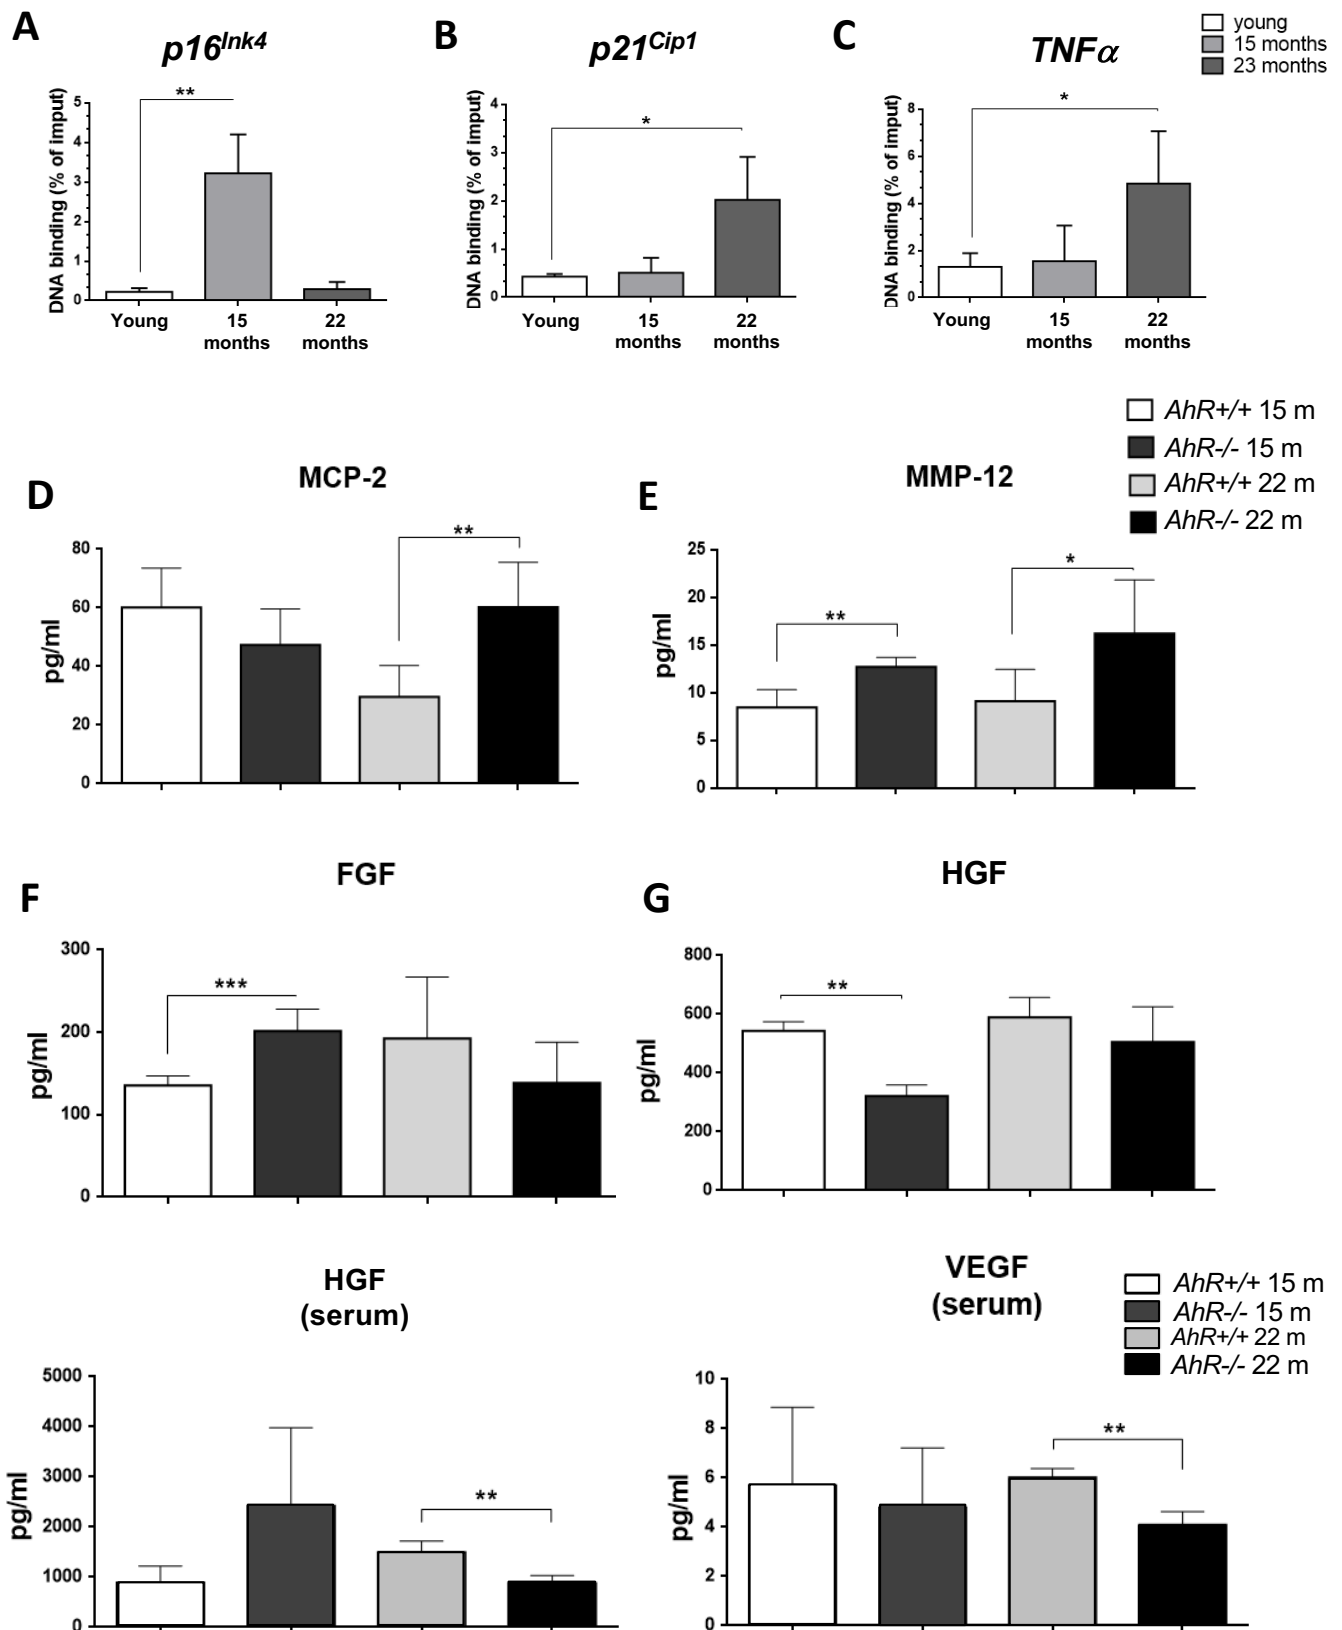 A
p16Ink4
B
p21Cip1
C
TNFα
young
15 months
23 months
DNA binding (% of imput)
5
4
3
2
1
0
**
Young
15
months
22
months
DNA binding (% of imput)
4
3
2
1
0
*
Young
15
months
22
months
DNA binding (% of imput)
8
6
4
2
0
*
Young
15
months
22
months
AhR+/+ 15 m
AhR-/- 15 m
AhR+/+ 22 m
AhR-/- 22 m
D
MCP-2
pg/ml
80
60
40
20
0
**
E
MMP-12
pg/ml
25
20
15
10
5
0
**
*
F
FGF
pg/ml
300
200
100
0
***
G
HGF
pg/ml
800
600
400
200
0
**
HGF
(serum)
pg/ml
5000
4000
3000
2000
1000
0
**
VEGF
(serum)
AhR+/+ 15 m
AhR-/- 15 m
AhR+/+ 22 m
AhR-/- 22 m
pg/ml
10
8
6
4
2
0
**